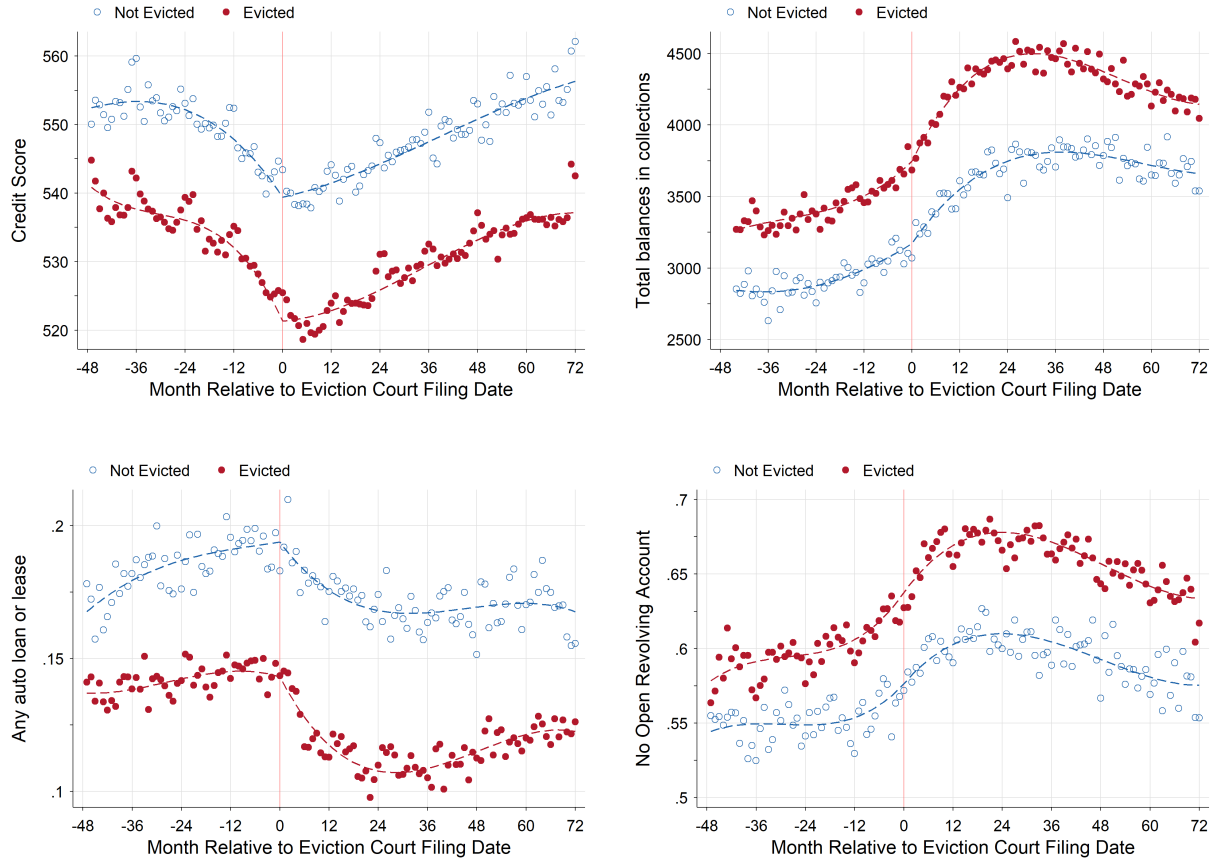 Not Evicted Evicted
Credit Score
560
550
540
530
520
-48 -36 -24 -12 0 12 24 36 48 60 72
Month Relative to Eviction Court Filing Date
Not Evicted Evicted
Total balances in collections
4500
4000
3500
3000
2500
-48 -36 -24 -12 0 12 24 36 48 60 72
Month Relative to Eviction Court Filing Date
Not Evicted Evicted
Any auto loan or lease
.2
.15
.1
-48 -36 -24 -12 0 12 24 36 48 60 72
Month Relative to Eviction Court Filing Date
Not Evicted Evicted
No Open Revolving Account
.7
.65
.6
.55
.5
-48 -36 -24 -12 0 12 24 36 48 60 72
Month Relative to Eviction Court Filing Date